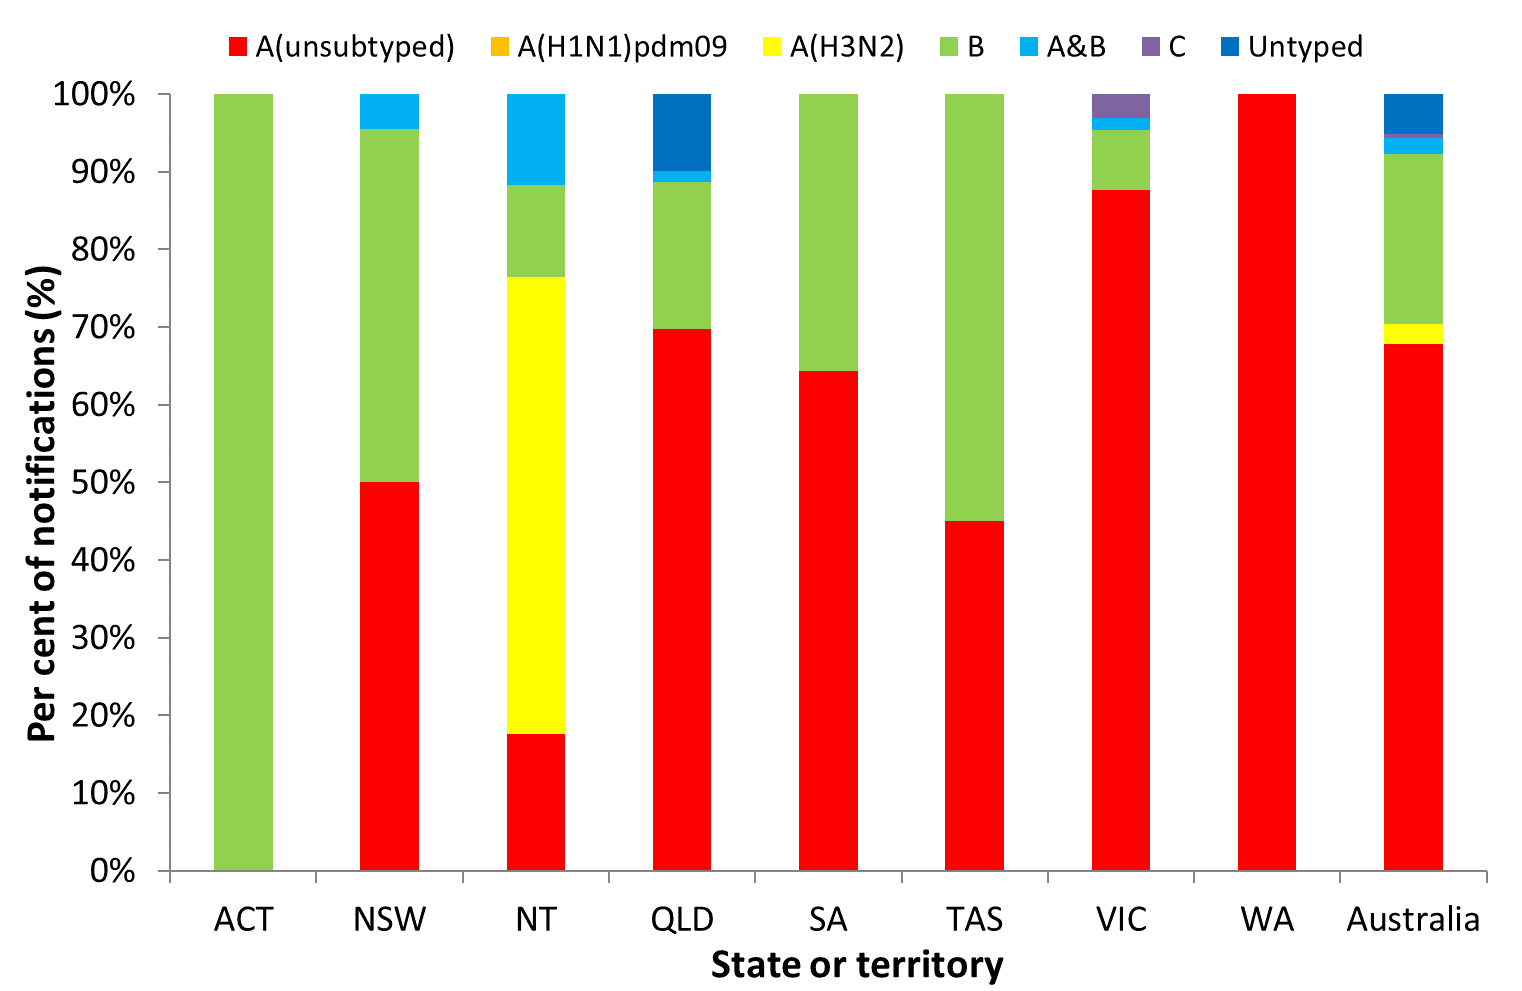 A(unsubtyped) A(H1N1)pdm09 A(H3N2) B A&B C Untyped
100%
90%
80%
70%
60%
50%
40%
30%
20%
10%
0%
Per cent of notifications (%)
ACT NSW NT QLD SA TAS VIC WA Australia
State or territory